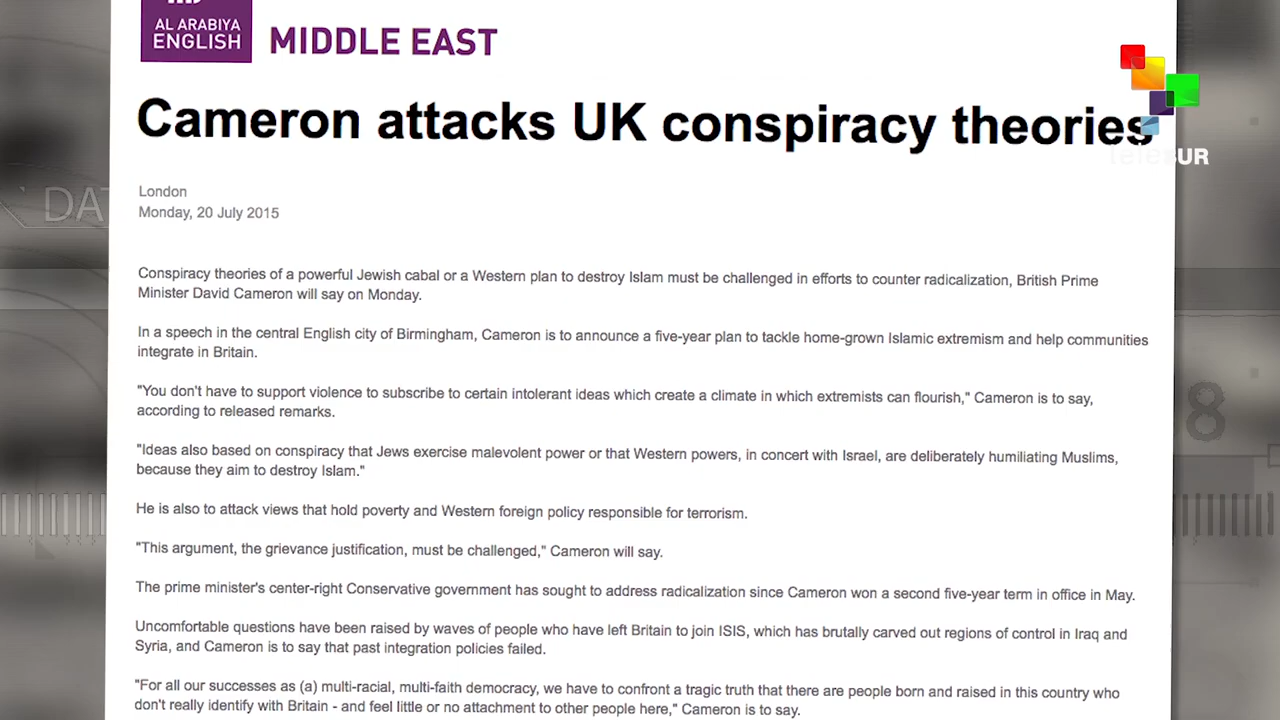 AL ARABIYA
ENGLISH
MIDDLE EAST
Cameron attacks UK conspiracy theories
teleSUR
London
Monday, 20 July 2015
DAT
Conspiracy theories of a powerful Jewish cabal or a Western plan to destroy Islam must be challenged in efforts to counter radicalization, British Prime
Minister David Cameron will say on Monday.
In a speech in the central English city of Birmingham, Cameron is to announce a five-year plan to tackle home-grown Islamic extremism and help communities
integrate in Britain.
"You don't have to support violence to subscribe to certain intolerant ideas which create a climate in which extremists can flourish," Cameron is to say,
according to released remarks.
8
"Ideas also based on conspiracy that Jews exercise malevolent power or that Western powers, in concert with Israel, are deliberately humiliating Muslims,
because they aim to destroy Islam."
He is also to attack views that hold poverty and Western foreign policy responsible for terrorism.
"This argument, the grievance justification, must be challenged," Cameron will say.
The prime minister's center-right Conservative government has sought to address radicalization since Cameron won a second five-year term in office in May.
Uncomfortable questions have been raised by waves of people who have left Britain to join ISIS, which has brutally carved out regions of control in Iraq and
Syria, and Cameron is to say that past integration policies failed.
"For all our successes as (a) multi-racial, multi-faith democracy, we have to confront a tragic truth that there are people born and raised in this country who
don't really identify with Britain - and feel little or no attachment to other people here," Cameron is to say.